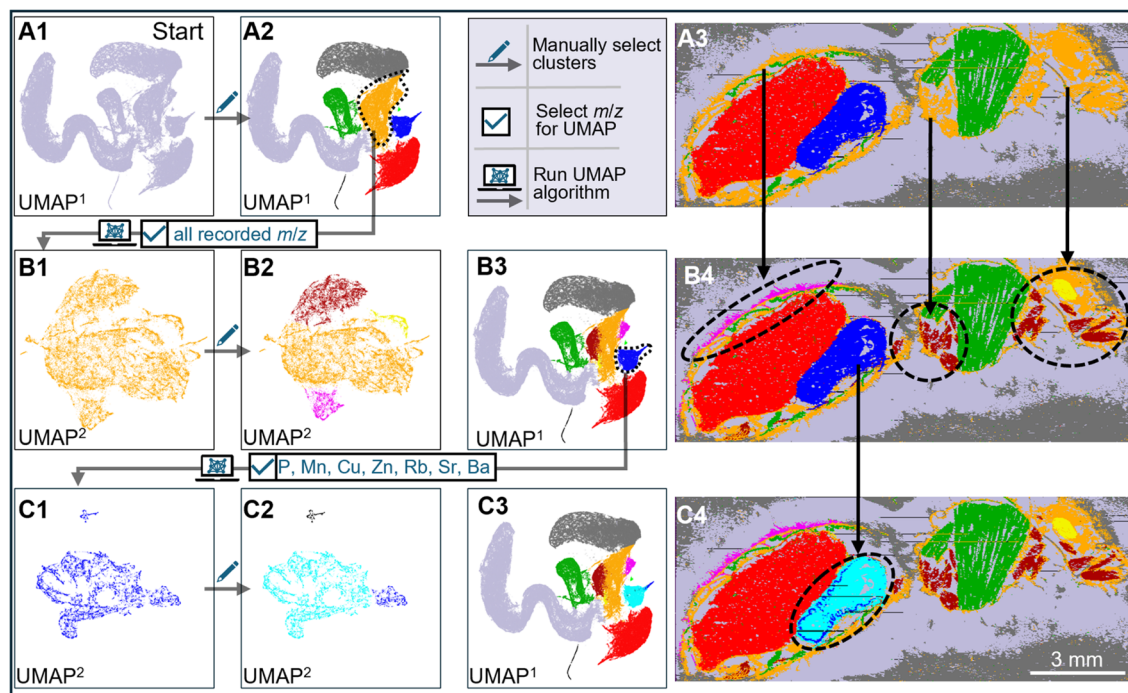 A1
Start
UMAP¹
A2
UMAP¹
Manually select
clusters
Select m/z
for UMAP
Run UMAP
algorithm
A3
all recorded m/z
B1
UMAP²
B2
UMAP²
B3
UMAP¹
B4
P, Mn, Cu, Zn, Rb, Sr, Ba
C1
UMAP²
C2
UMAP²
C3
UMAP¹
C4
3 mm